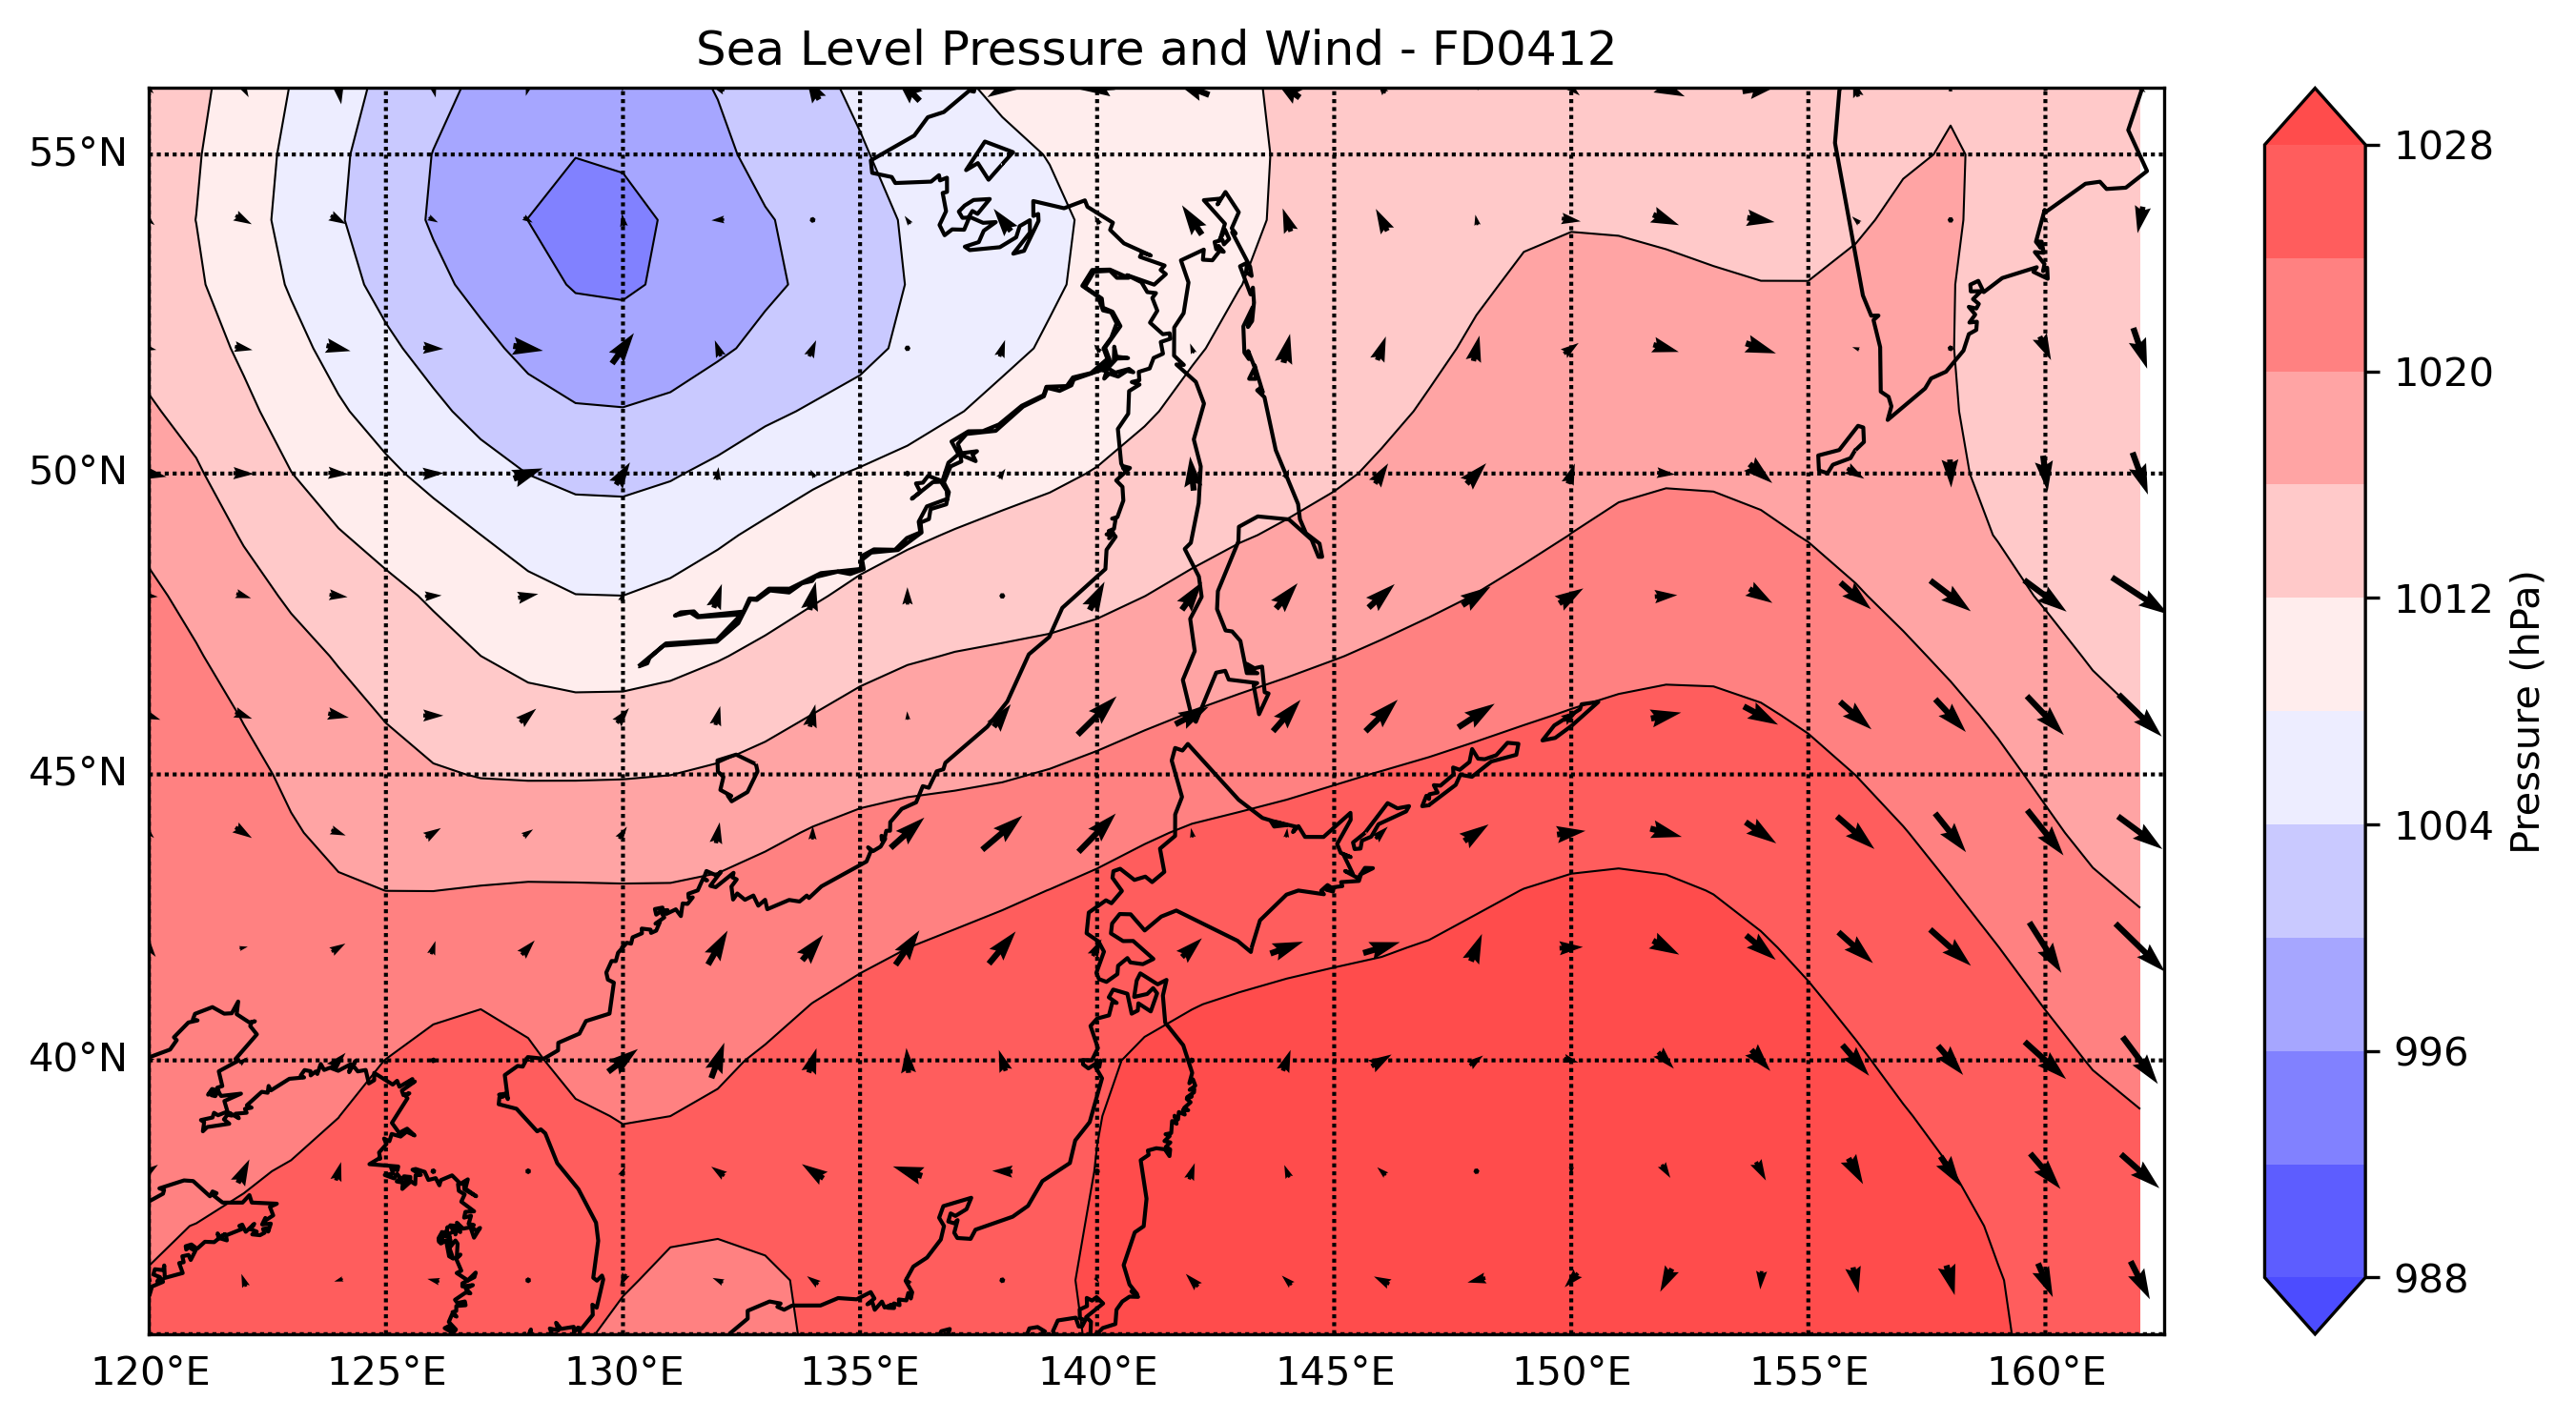 Sea Level Pressure and Wind - FD0412
55°N
50°N
45°N
40°N
120°E 125°E 130°E 135°E 140°E 145°E 150°E 155°E 160°E
1028
1020
1012
1004
996
988
Pressure (hPa)